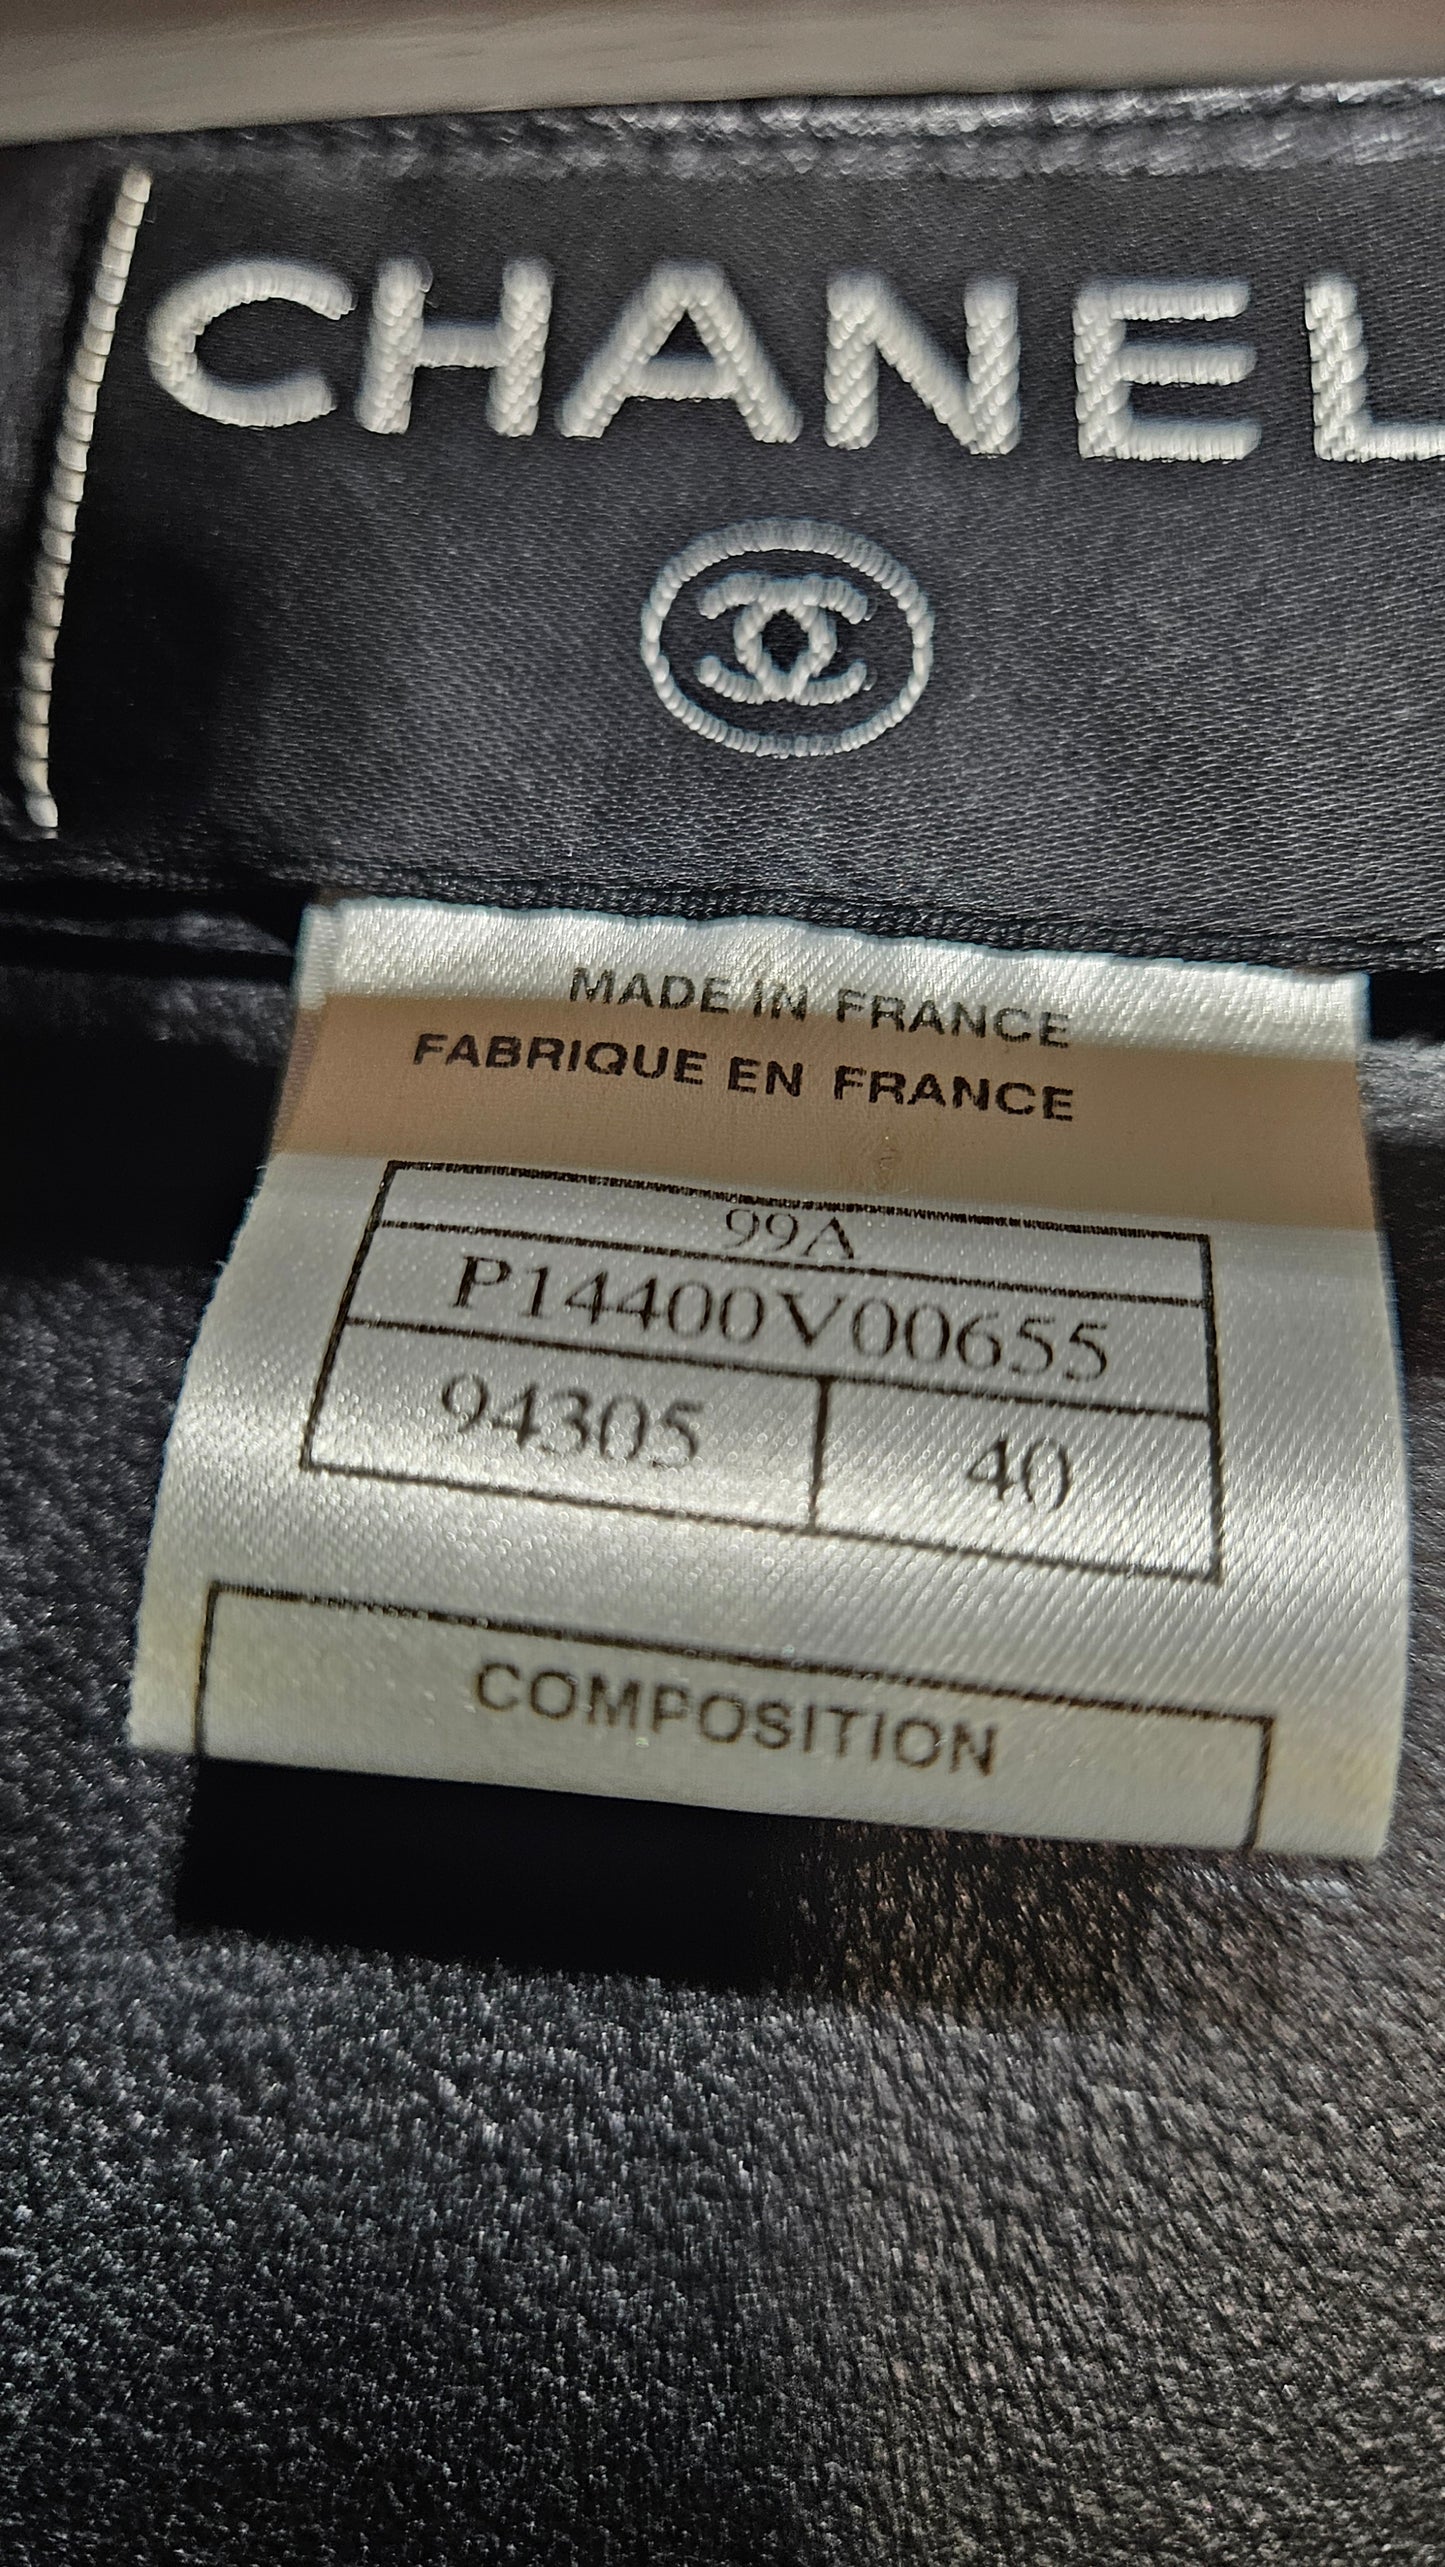 CHANEL
MADE IN FRANCE
FABRIQUE EN FRANCE
99A
P14400V00655
94305 40
COMPOSITION